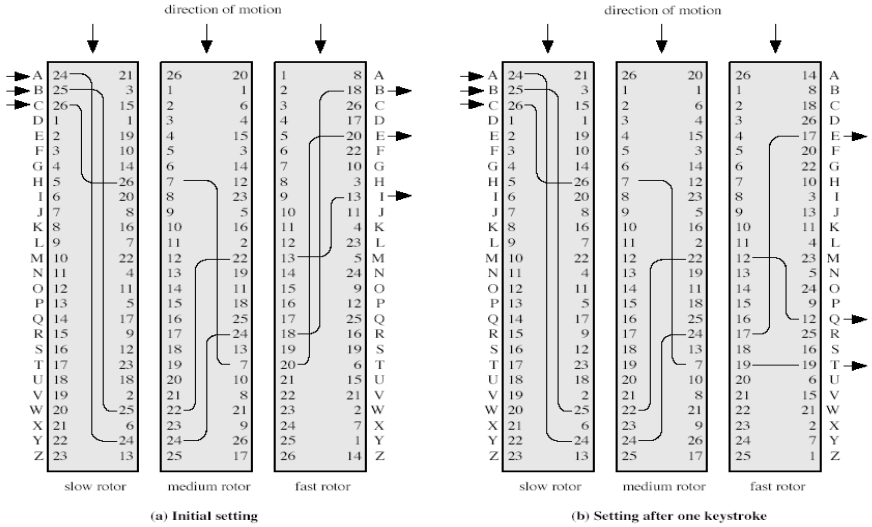 direction of motion direction of motion
A 24 21 26 20 1 8 A A 24 21 26 20 26 14 A
B 25 3 1 1 2 18 B B 25 3 1 1 1 8 B
C 26 15 2 6 3 26 C C 26 15 2 6 2 18 C
D 1 1 3 4 4 17 D D 1 1 3 4 3 26 D
E 2 19 4 15 5 20 E E 2 19 4 15 4 17 E
F 3 10 5 3 6 22 F F 3 10 5 3 5 20 F
G 4 14 6 14 7 10 G G 4 14 6 14 6 22 G
H 5 26 7 12 8 3 H H 5 26 7 12 7 10 H
I 6 20 8 23 9 13 I I 6 20 8 23 8 3 I
J 7 8 9 5 10 11 J J 7 8 9 5 9 13 J
K 8 16 10 16 11 4 K K 8 16 10 16 10 11 K
L 9 7 11 2 12 23 L L 9 7 11 2 11 4 L
M 10 22 12 22 13 5 M M 10 22 12 22 12 23 M
N 11 4 13 19 14 24 N N 11 4 13 19 13 5 N
O 12 11 14 11 15 9 O O 12 11 14 11 14 24 O
P 13 5 15 18 16 12 P P 13 5 15 18 15 9 P
Q 14 17 16 25 17 25 Q Q 14 17 16 25 16 12 Q
R 15 9 17 24 18 16 R R 15 9 17 24 17 25 R
S 16 12 18 13 19 19 S S 16 12 18 13 18 16 S
T 17 23 19 7 20 6 T T 17 23 19 7 19 19 T
U 18 18 20 10 21 15 U U 18 18 20 10 20 6 U
V 19 2 21 8 22 21 V V 19 2 21 8 21 15 V
W 20 25 22 21 23 2 W W 20 25 22 21 22 21 W
X 21 6 23 9 24 7 X X 21 6 23 9 23 2 X
Y 22 24 24 26 25 1 Y Y 22 24 24 26 24 7 Y
Z 23 13 25 17 26 14 Z Z 23 13 25 17 25 1 Z
slow rotor medium rotor fast rotor slow rotor medium rotor fast rotor
(a) Initial setting (b) Setting after one keystroke